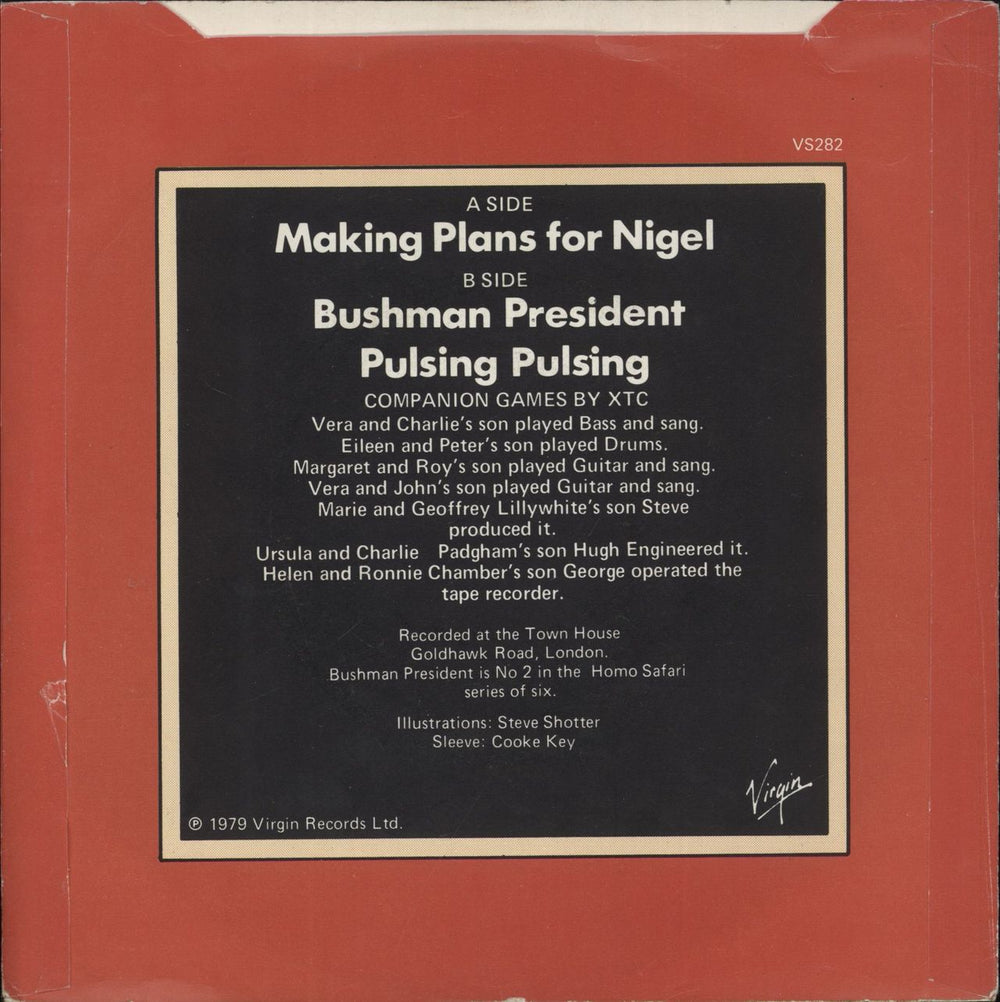 VS282
A SIDE
Making Plans for Nigel
B SIDE
Bushman President
Pulsing Pulsing
COMPANION GAMES BY XTC
Vera and Charlie's son played Bass and sang.
Eileen and Peter's son played Drums.
Margaret and Roy's son played Guitar and sang.
Vera and John's son played Guitar and sang.
Marie and Geoffrey Lillywhite's son Steve
produced it.
Ursula and Charlie Padgham's son Hugh Engineered it.
Helen and Ronnie Chamber's son George operated the
tape recorder.
Recorded at the Town House
Goldhawk Road, London.
Bushman President is No 2 in the Homo Safari
series of six.
Illustrations: Steve Shotter
Sleeve: Cooke Key
Virgin
℗ 1979 Virgin Records Ltd.